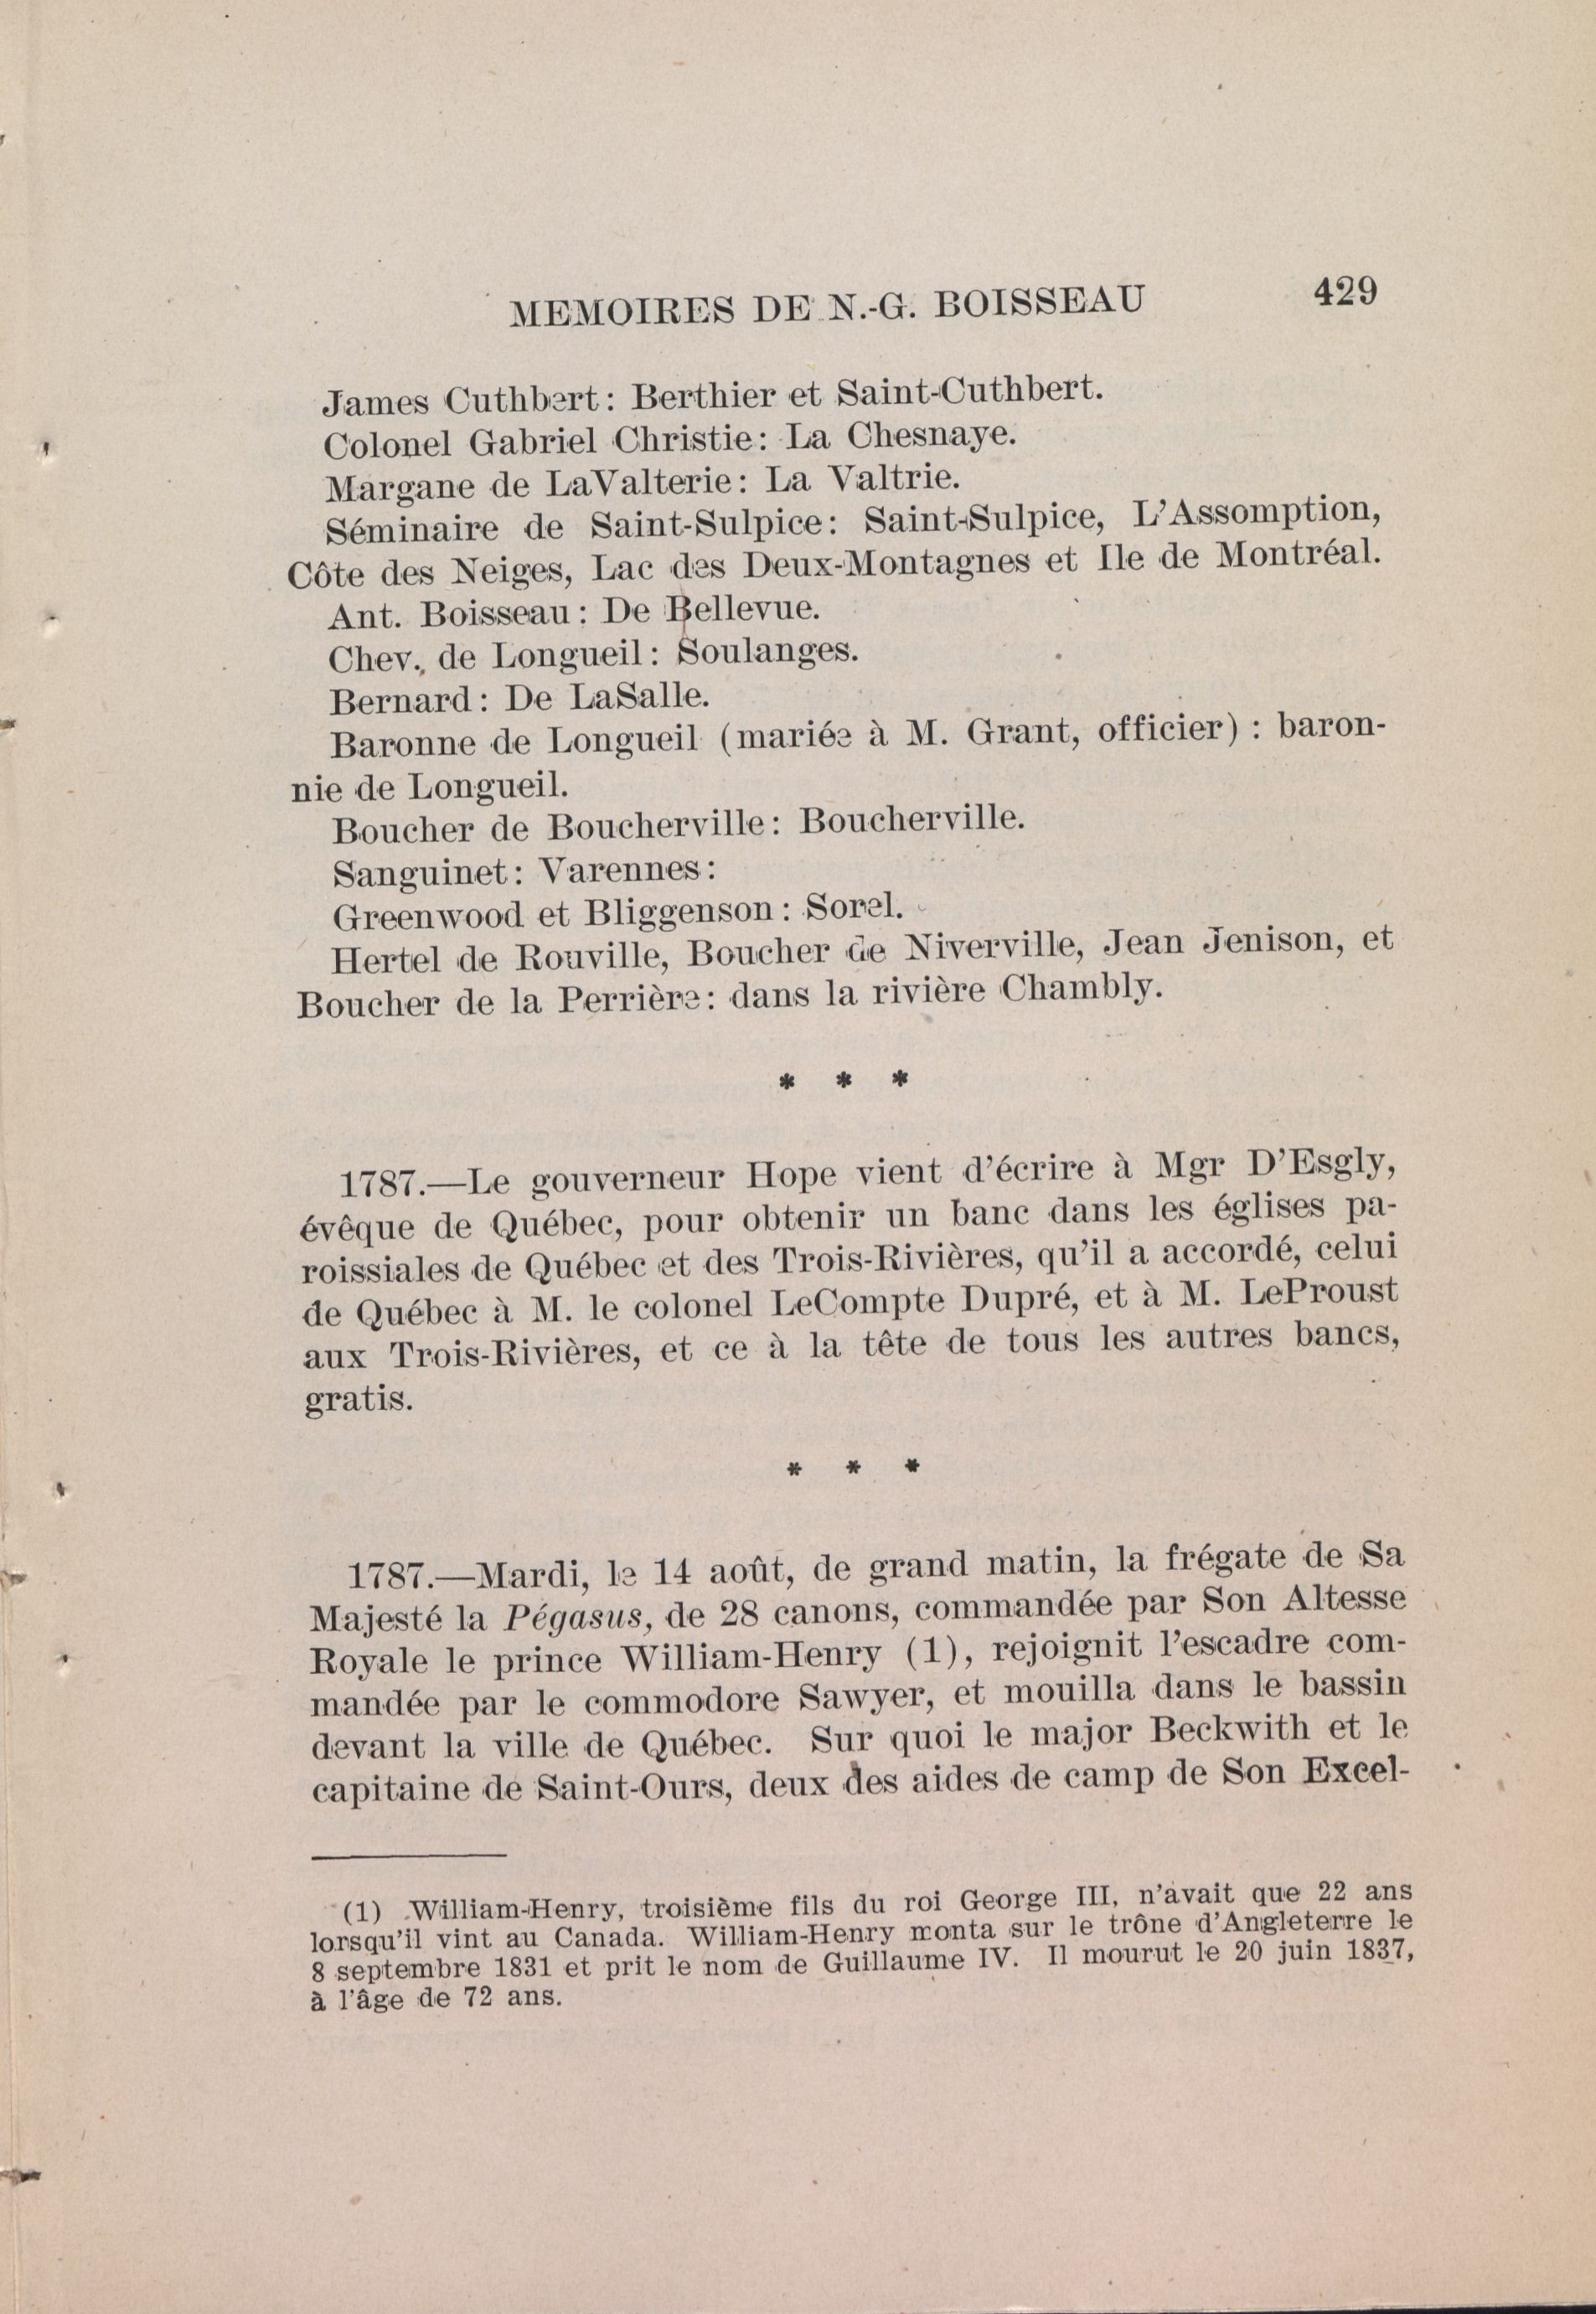 MEMOIRES DE N.-G. BOISSEAU 429
James Cuthbert: Berthier et Saint-Cuthbert.
Colonel Gabriel Christie: La Chesnaye.
Margane de LaValterie: La Valtrie.
Séminaire de Saint-Sulpice: Saint-Sulpice, L'Assomption,
Côte des Neiges, Lac des Deux-Montagnes et Ile de Montréal.
Ant. Boisseau: De Bellevue.
Chev. de Longueil: Soulanges.
Bernard: De LaSalle.
Baronne de Longueil (mariée à M. Grant, officier) : baron-
nie de Longueil.
Boucher de Boucherville: Boucherville.
Sanguinet: Varennes:
Greenwood et Bliggenson: Sorel.
Hertel de Rouville, Boucher de Niverville, Jean Jenison, et
Boucher de la Perrière: dans la rivière Chambly.
* * *
1787.—Le gouverneur Hope vient d'écrire à Mgr D'Esgly,
évêque de Québec, pour obtenir un banc dans les églises pa-
roissiales de Québec et des Trois-Rivières, qu'il a accordé, celui
de Québec à M. le colonel LeCompte Dupré, et à M. LeProust
aux Trois-Rivières, et ce à la tête de tous les autres bancs,
gratis.
* * *
1787.—Mardi, le 14 août, de grand matin, la frégate de Sa
Majesté la Pégasus, de 28 canons, commandée par Son Altesse
Royale le prince William-Henry (1), rejoignit l'escadre com-
mandée par le commodore Sawyer, et mouilla dans le bassin
devant la ville de Québec. Sur quoi le major Beckwith et le
capitaine de Saint-Ours, deux des aides de camp de Son Excel-
(1) William-Henry, troisième fils du roi George III, n'avait que 22 ans
lorsqu'il vint au Canada. William-Henry monta sur le trône d'Angleterre le
8 septembre 1831 et prit le nom de Guillaume IV. Il mourut le 20 juin 1837,
à l'âge de 72 ans.